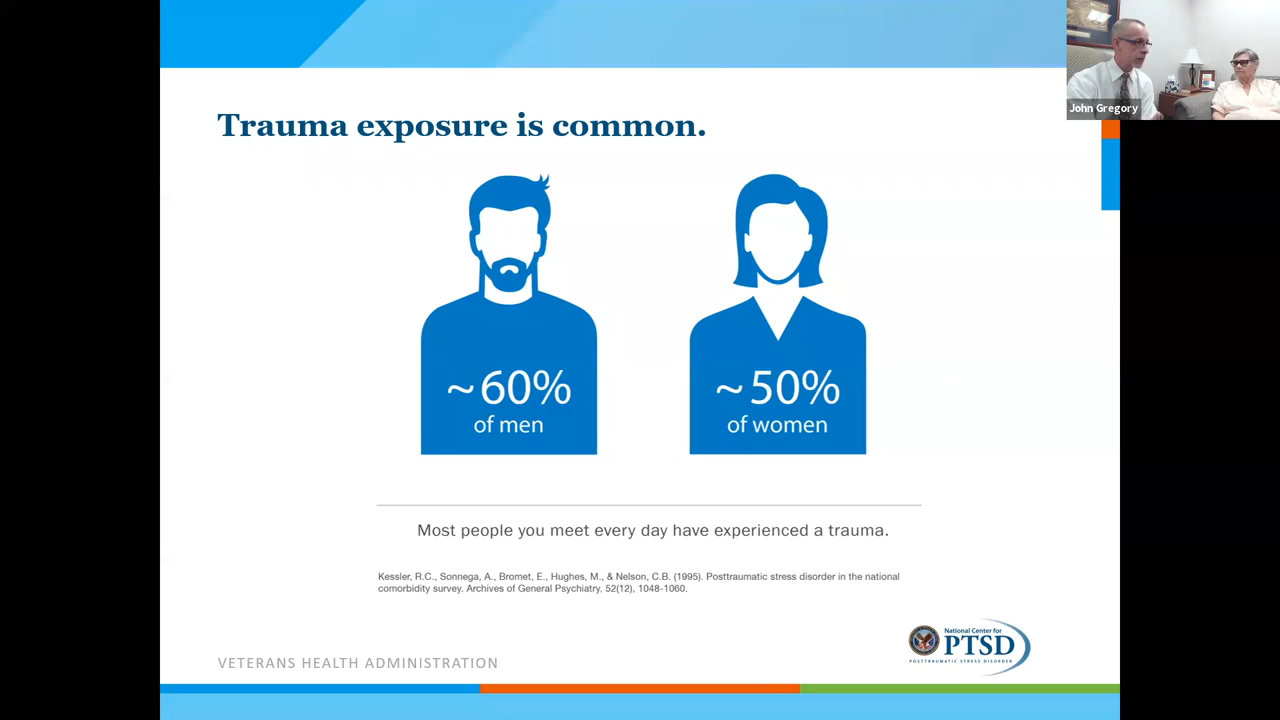 John Gregory
Trauma exposure is common.
~60%
of men
~50%
of women
Most people you meet every day have experienced a trauma.
Kessler, R.C., Sonnega, A., Bromet, E., Hughes, M., & Nelson, C.B. (1995). Posttraumatic stress disorder in the national
comorbidity survey. Archives of General Psychiatry, 52(12), 1048-1060.
National Center for
PTSD
POSTTRAUMATIC STRESS DISORDER
VETERANS HEALTH ADMINISTRATION